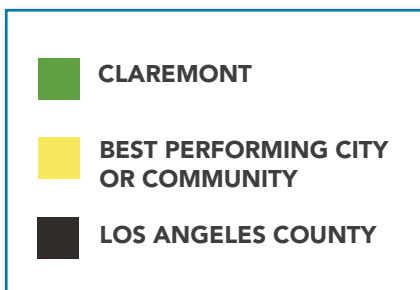 CLAREMONT
BEST PERFORMING CITY
OR COMMUNITY
LOS ANGELES COUNTY